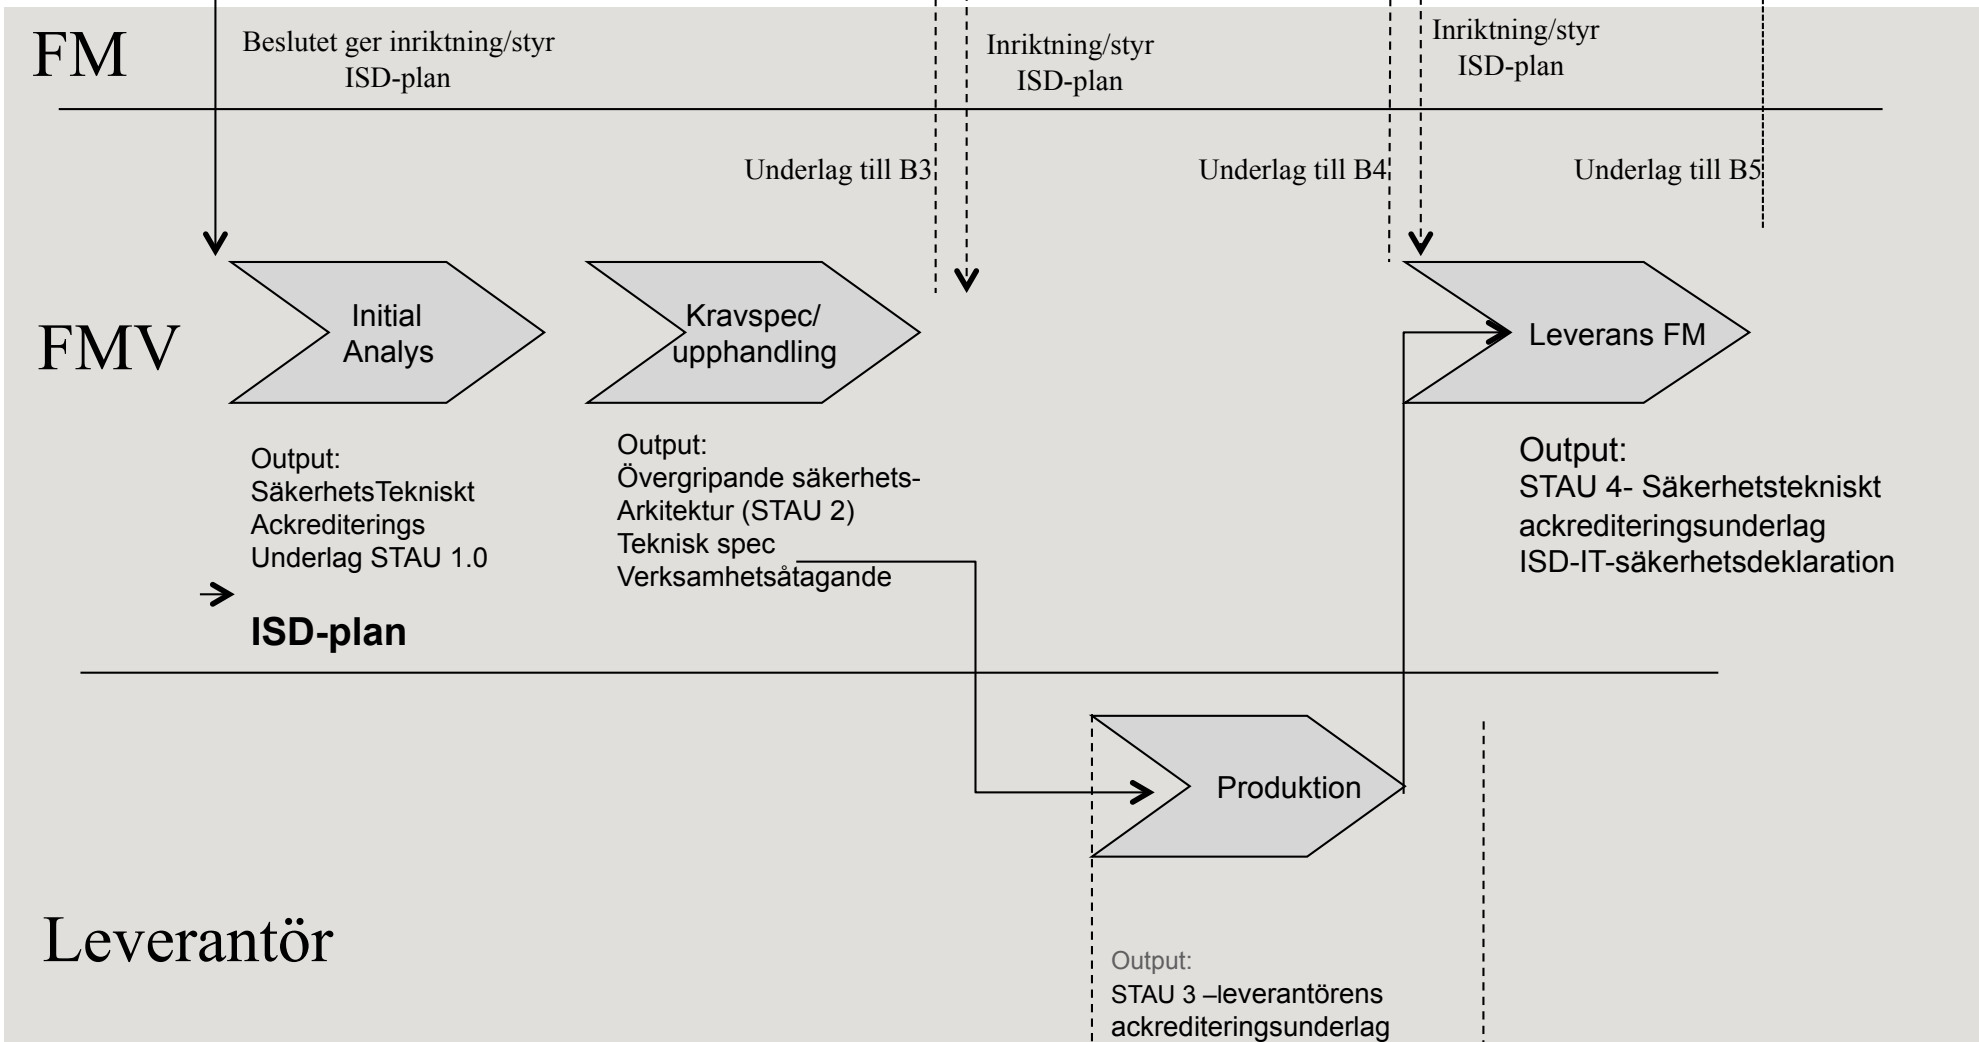 FM
Beslutet ger inriktning/styr
ISD-plan
Inriktning/styr
ISD-plan
Inriktning/styr
ISD-plan
Underlag till B3
Underlag till B4
Underlag till B5
FMV
Initial
Analys
Kravspec/
upphandling
Leverans FM
Output:
SäkerhetsTekniskt
Ackrediterings
Underlag STAU 1.0
ISD-plan
Output:
Övergripande säkerhets-
Arkitektur (STAU 2)
Teknisk spec
Verksamhetsåtagande
Output:
STAU 4- Säkerhetstekniskt
ackrediteringsunderlag
ISD-IT-säkerhetsdeklaration
Produktion
Leverantör
Output:
STAU 3 –leverantörens
ackrediteringsunderlag